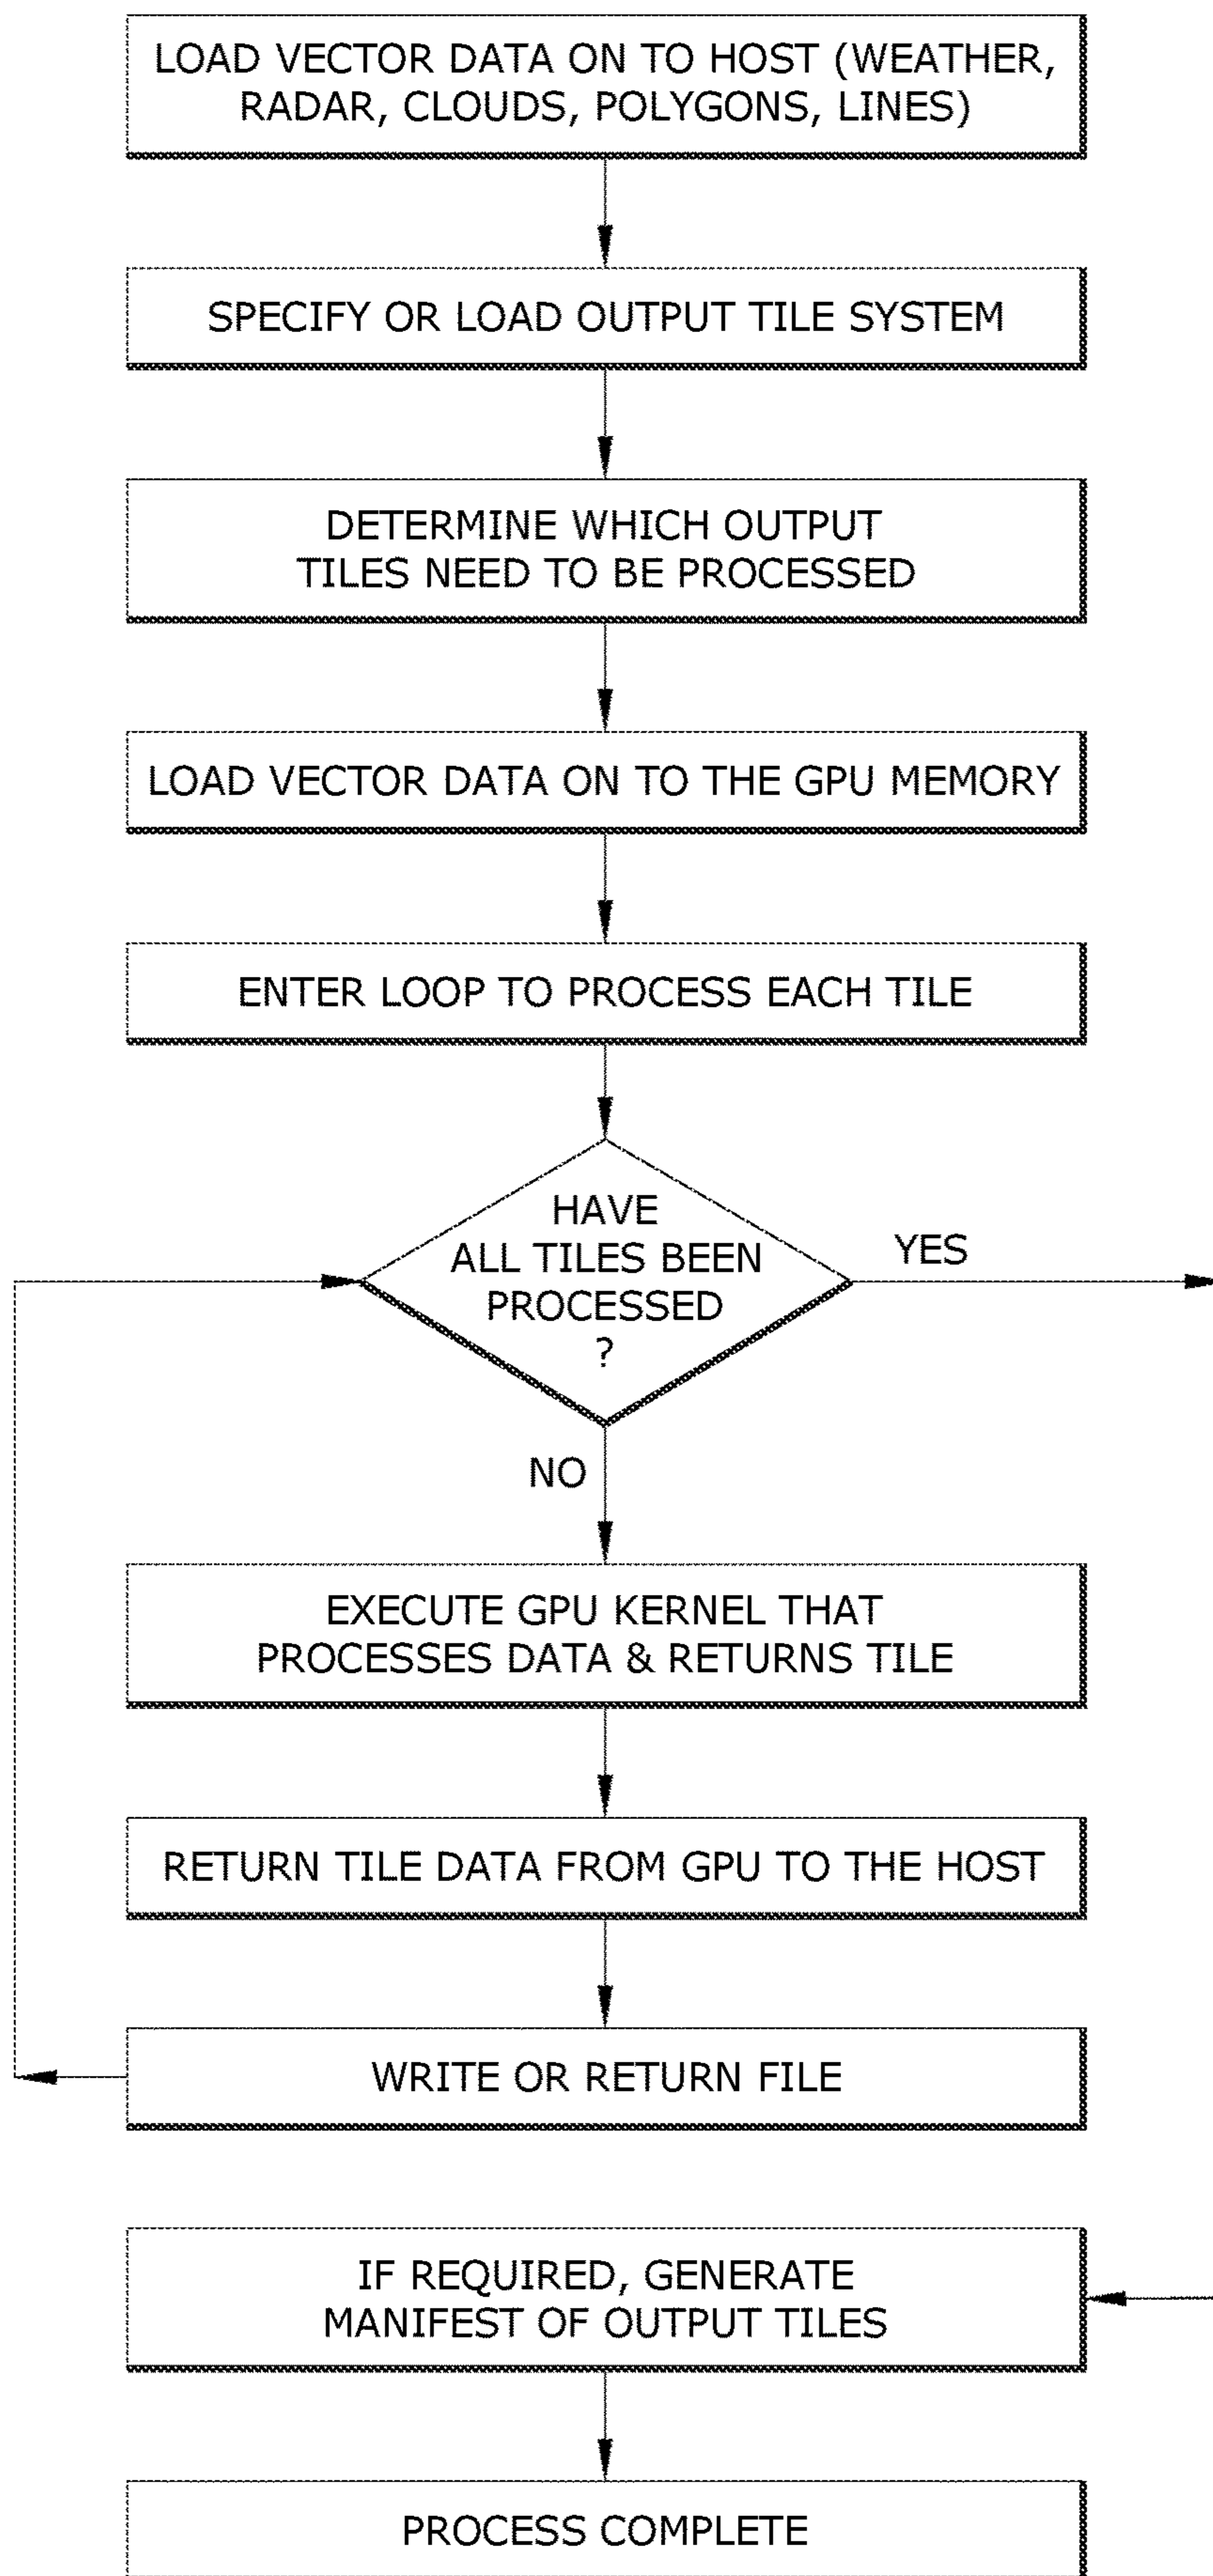 LOAD VECTOR DATA ON TO HOST (WEATHER,
RADAR, CLOUDS, POLYGONS, LINES)
SPECIFY OR LOAD OUTPUT TILE SYSTEM
DETERMINE WHICH OUTPUT
TILES NEED TO BE PROCESSED
LOAD VECTOR DATA ON TO THE GPU MEMORY
ENTER LOOP TO PROCESS EACH TILE
HAVE
ALL TILES BEEN
PROCESSED
?
YES
NO
EXECUTE GPU KERNEL THAT
PROCESSES DATA & RETURNS TILE
RETURN TILE DATA FROM GPU TO THE HOST
WRITE OR RETURN FILE
IF REQUIRED, GENERATE
MANIFEST OF OUTPUT TILES
PROCESS COMPLETE